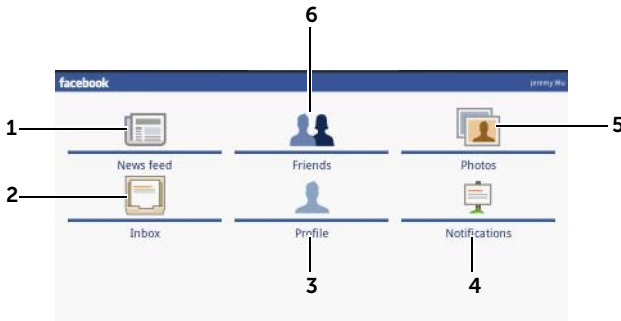 6
facebook Jeremy Wu
1 5
News feed Friends Photos
2
Inbox Profile Notifications
3 4